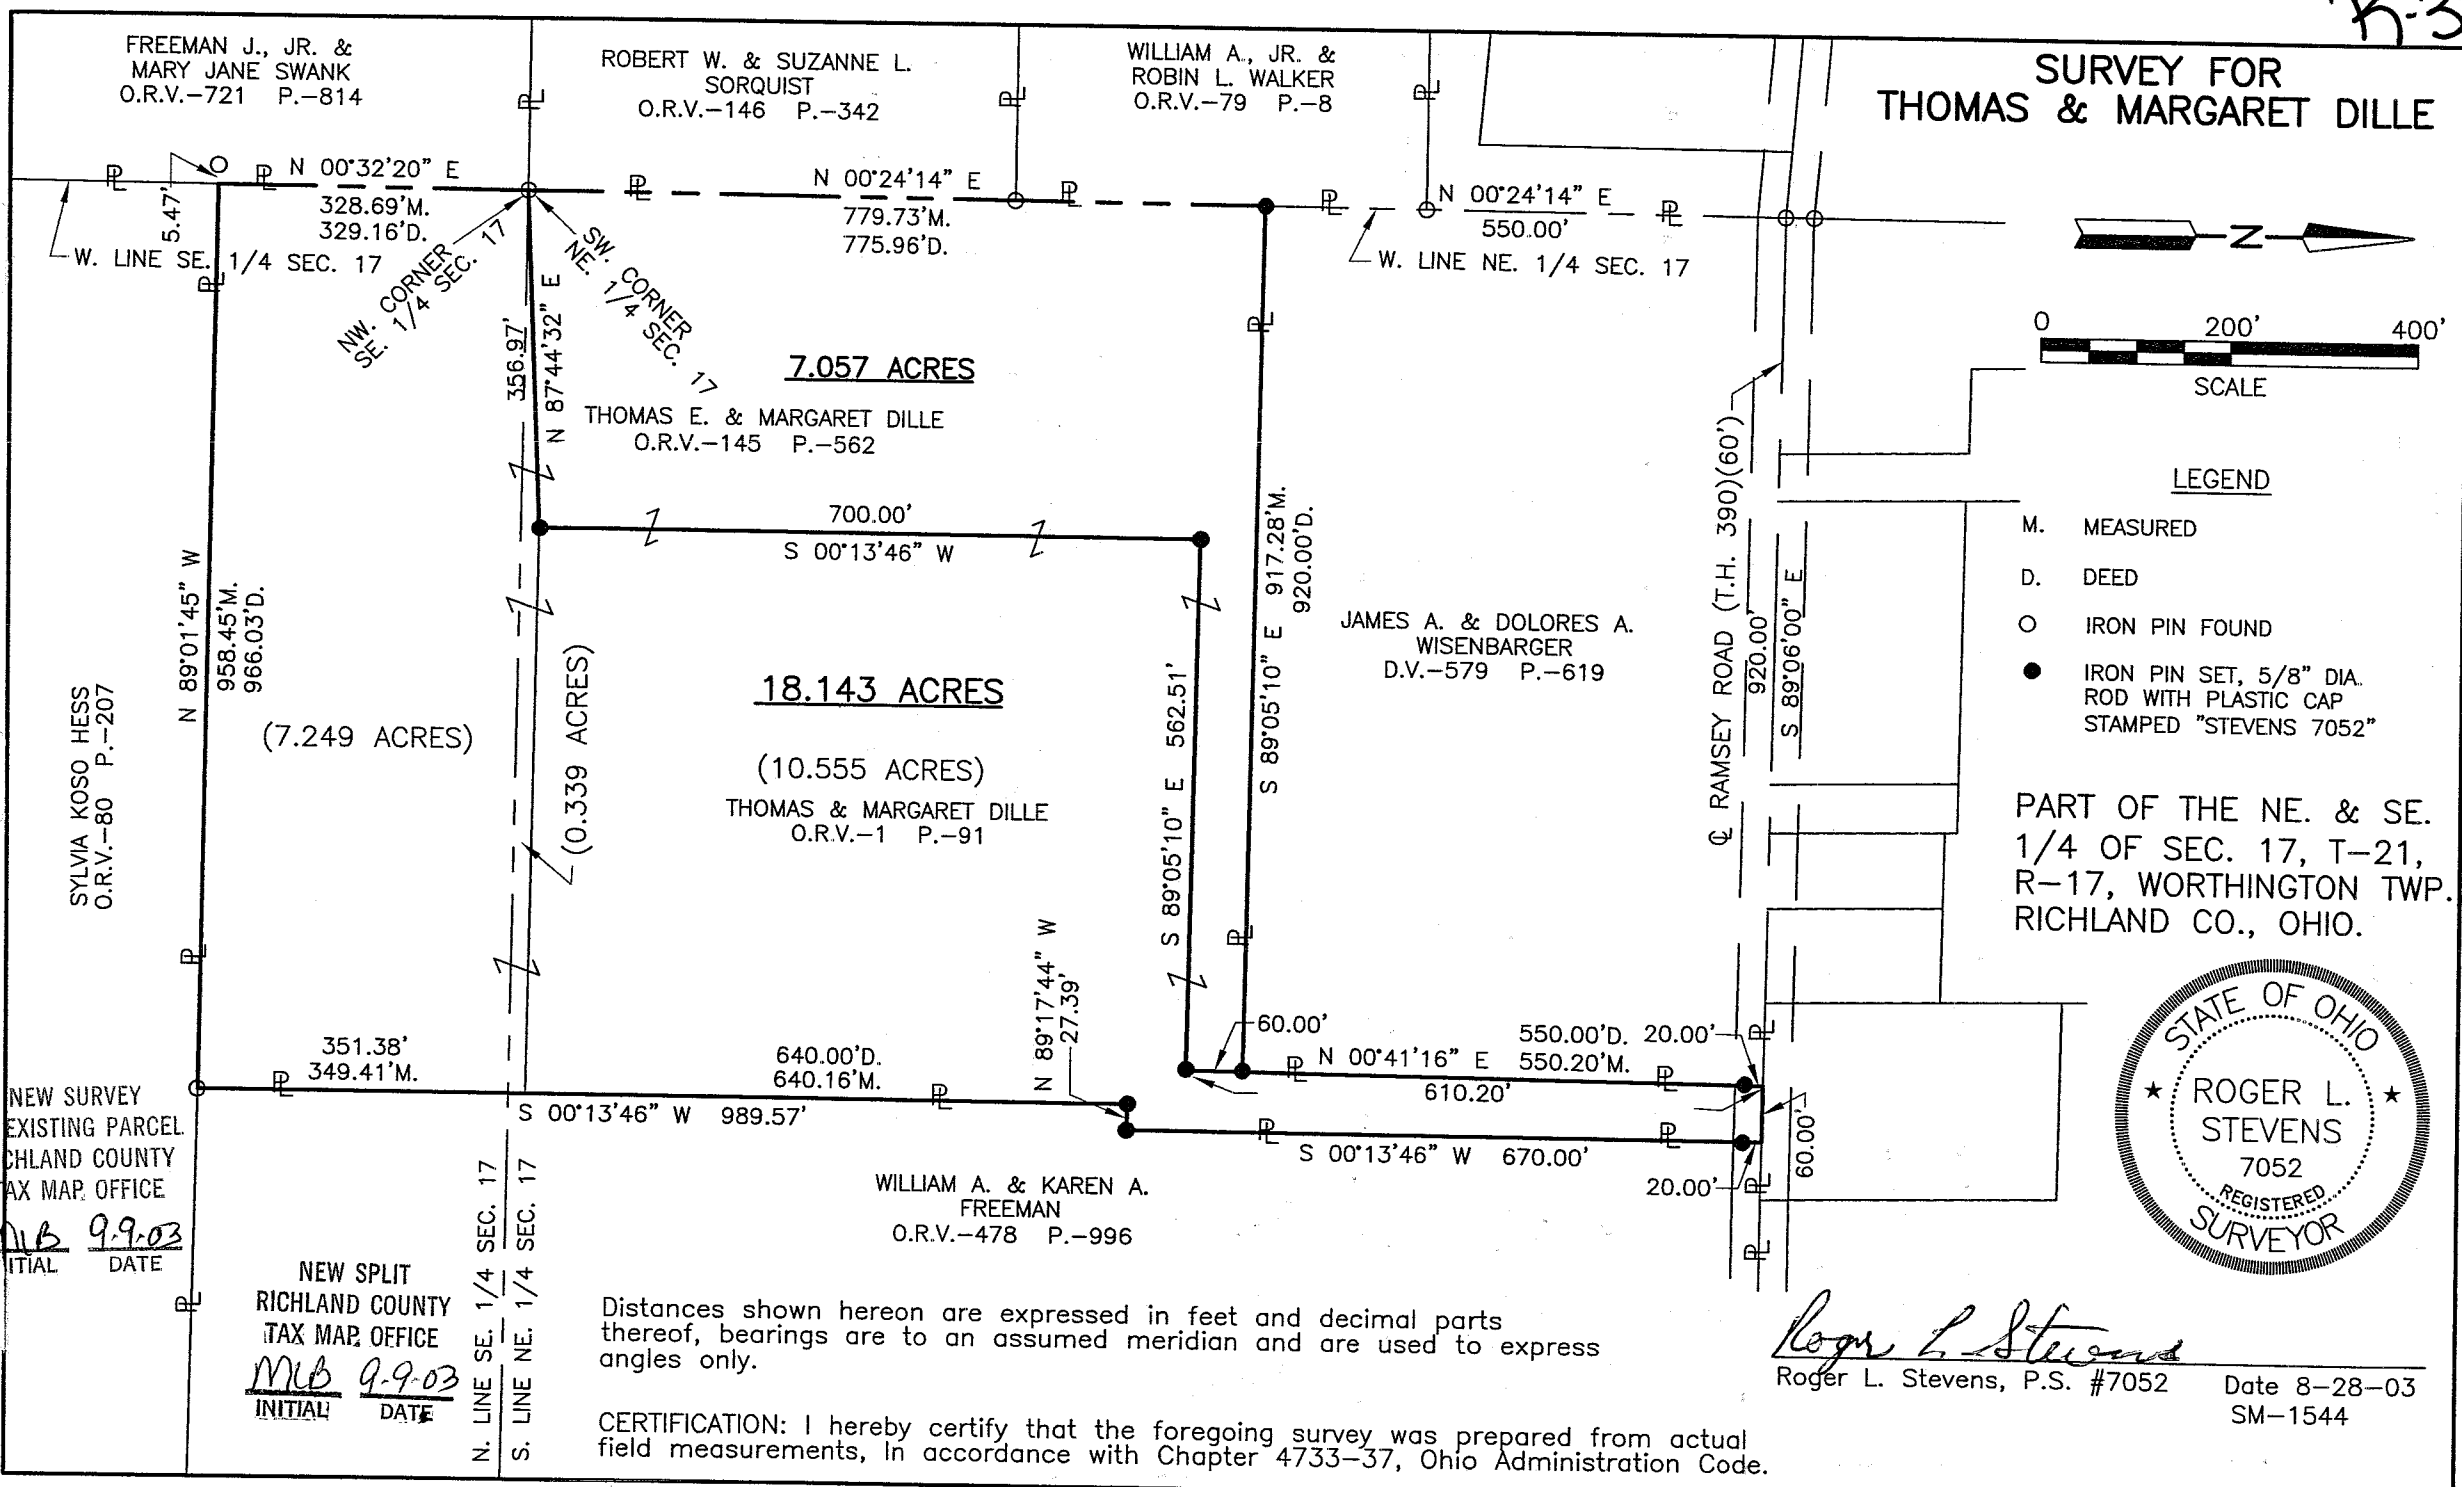 R-3
SURVEY FOR
THOMAS & MARGARET DILLE
FREEMAN J., JR. &
MARY JANE SWANK
O.R.V.-721 P.-814
ROBERT W. & SUZANNE L.
SORQUIST
O.R.V.-146 P.-342
WILLIAM A., JR. &
ROBIN L. WALKER
O.R.V.-79 P.-8
5.47'
N 00°32'20" E
328.69'M.
329.16'D.
W. LINE SE. 1/4 SEC. 17
N 00°24'14" E
779.73'M.
775.96'D.
N 00°24'14" E
550.00'
W. LINE NE. 1/4 SEC. 17
NW. CORNER
SE. 1/4 SEC. 17
SW. CORNER
NE. 1/4 SEC. 17
356.97'
N 87°44'32" E
7.057 ACRES
THOMAS E. & MARGARET DILLE
O.R.V.-145 P.-562
700.00'
S 00°13'46" W
N 89°01'45" W
958.45'M.
966.03'D.
SYLVIA KOSO HESS
O.R.V.-80 P.-207
(7.249 ACRES)
(0.339 ACRES)
18.143 ACRES
(10.555 ACRES)
THOMAS & MARGARET DILLE
O.R.V.-1 P.-91
S 89°05'10" E 562.51'
S 89°05'10" E 917.28'M.
920.00'D.
JAMES A. & DOLORES A.
WISENBARGER
D.V.-579 P.-619
℄ RAMSEY ROAD (T.H. 390)(60')
920.00'
S 89°06'00" E
N
0 200' 400'
SCALE
LEGEND
M. MEASURED
D. DEED
IRON PIN FOUND
IRON PIN SET, 5/8" DIA.
ROD WITH PLASTIC CAP
STAMPED "STEVENS 7052"
PART OF THE NE. & SE.
1/4 OF SEC. 17, T-21,
R-17, WORTHINGTON TWP.
RICHLAND CO., OHIO.
N 89°17'44" W
27.39'
60.00'
550.00'D. 20.00'
N 00°41'16" E 550.20'M.
610.20'
351.38'
349.41'M.
640.00'D.
640.16'M.
S 00°13'46" W 989.57'
S 00°13'46" W 670.00'
60.00'
20.00'
WILLIAM A. & KAREN A.
FREEMAN
O.R.V.-478 P.-996
NEW SURVEY
EXISTING PARCEL
CHLAND COUNTY
AX MAP OFFICE
MLB 9-9-03
ITIAL DATE
NEW SPLIT
RICHLAND COUNTY
TAX MAP OFFICE
MLB 9-9-03
INITIAL DATE
N. LINE SE. 1/4 SEC. 17
S. LINE NE. 1/4 SEC. 17
STATE OF OHIO
ROGER L.
STEVENS
7052
REGISTERED
SURVEYOR
Distances shown hereon are expressed in feet and decimal parts
thereof, bearings are to an assumed meridian and are used to express
angles only.
CERTIFICATION: I hereby certify that the foregoing survey was prepared from actual
field measurements, In accordance with Chapter 4733-37, Ohio Administration Code.
Roger L Stevens
Roger L. Stevens, P.S. #7052 Date 8-28-03
SM-1544